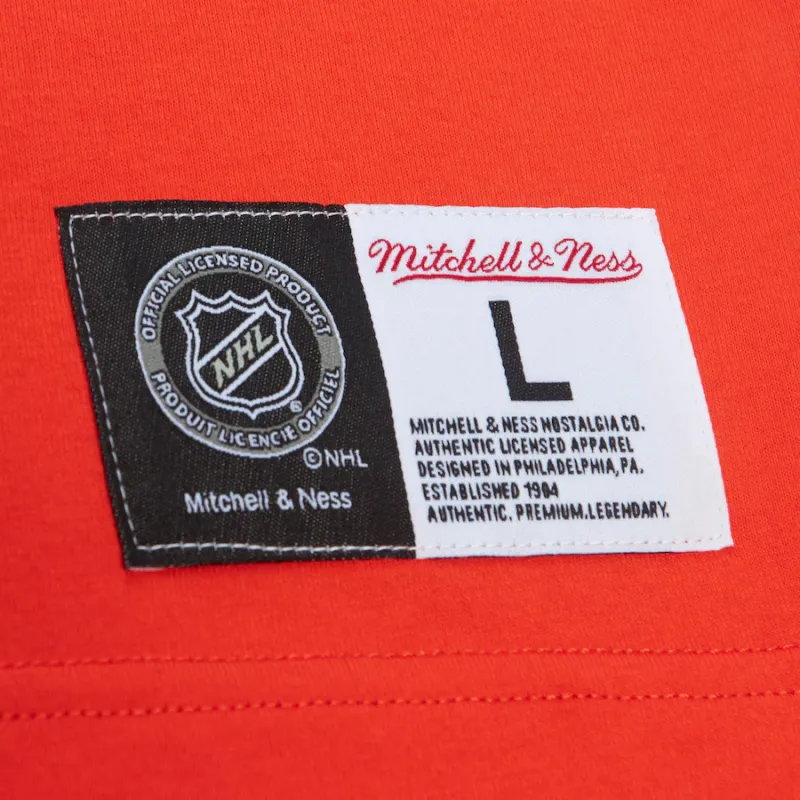 OFFICIAL LICENSED PRODUCT
NHL
PRODUIT LICENCIE OFFICIEL
®
© NHL
Mitchell & Ness
Mitchell & Ness
L
MITCHELL & NESS NOSTALGIA CO.
AUTHENTIC LICENSED APPAREL
DESIGNED IN PHILADELPHIA, PA.
ESTABLISHED 1904
AUTHENTIC. PREMIUM. LEGENDARY.